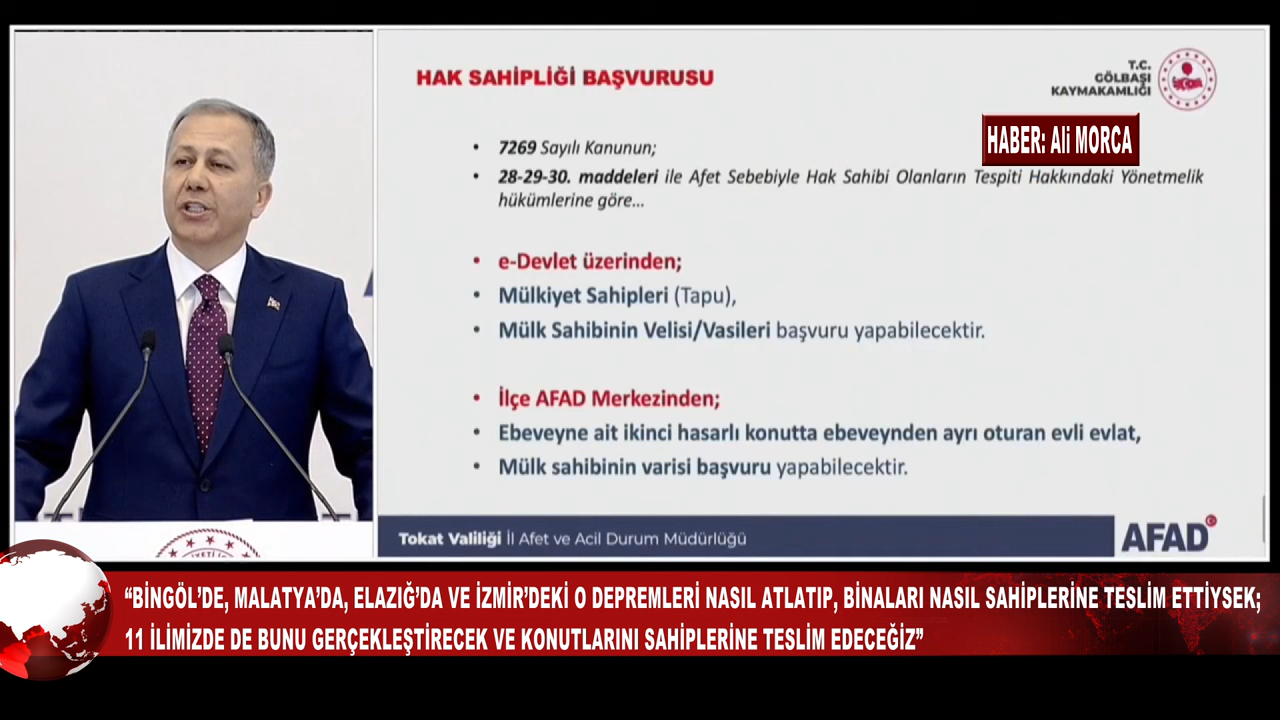 HAK SAHİPLİĞİ BAŞVURUSU
T.C.
GÖLBAŞI
KAYMAKAMLIĞI
HABER: Ali MORCA
• 7269 Sayılı Kanunun;
• 28-29-30. maddeleri ile Afet Sebebiyle Hak Sahibi Olanların Tespiti Hakkındaki Yönetmelik
hükümlerine göre...
• e-Devlet üzerinden;
• Mülkiyet Sahipleri (Tapu),
• Mülk Sahibinin Velisi/Vasileri başvuru yapabilecektir.
• İlçe AFAD Merkezinden;
• Ebeveyne ait ikinci hasarlı konutta ebeveynden ayrı oturan evli evlat,
• Mülk sahibinin varisi başvuru yapabilecektir.
Tokat Valiliği İl Afet ve Acil Durum Müdürlüğü
AFAD
“BİNGÖL’DE, MALATYA’DA, ELAZIĞ’DA VE İZMİR’DEKİ O DEPREMLERİ NASIL ATLATIP, BİNALARI NASIL SAHİPLERİNE TESLİM ETTİYSEK;
11 İLİMİZDE DE BUNU GERÇEKLEŞTİRECEK VE KONUTLARINI SAHİPLERİNE TESLİM EDECEĞİZ”